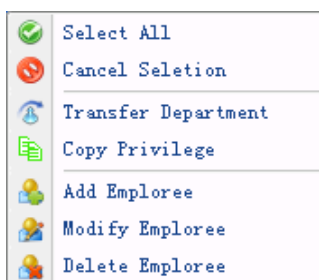 Select All
Cancel Seletion
Transfer Department
Copy Privilege
Add Emploree
Modify Emploree
Delete Emploree